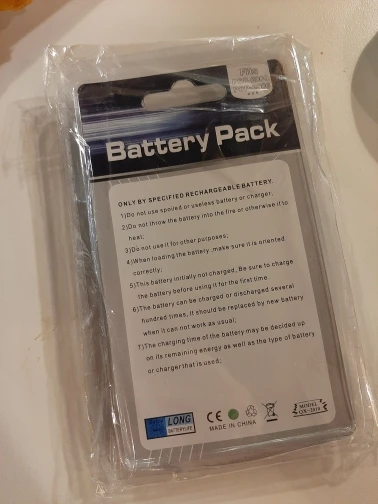 Battery Pack
ONLY BY SPECIFIED RECHARGEABLE BATTERY.
1)Do not use spoiled or useless battery or charger;
2)Do not throw the battery into the fire or otherwise it to
heat;
3)Do not use it for other purposes;
4)When loading the battery ,make sure it is oriented
correctly;
5)This battery initially not charged. Be sure to charge
the battery before using it for the first time.
6)The battery can be charged or discharged several
hundred times, it should be replaced by new battery
when it can not work as usual;
7)The charging time of the battery may be decided up
on its remaining energy as well as the type of battery
or charger that is used;
LONG
BATTERY LIFE
CE
MADE IN CHINA
MODEL